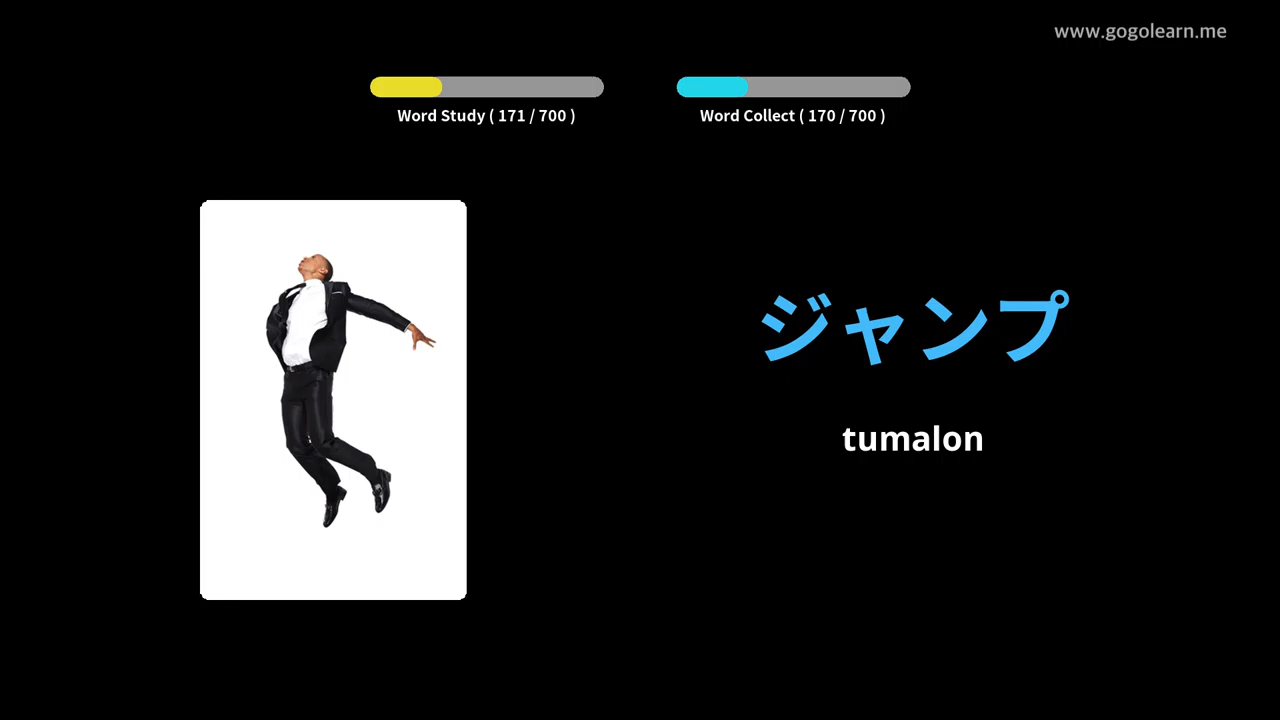 www.gogolearn.me
Word Study ( 171 / 700 )
Word Collect ( 170 / 700 )
ジャンプ
tumalon